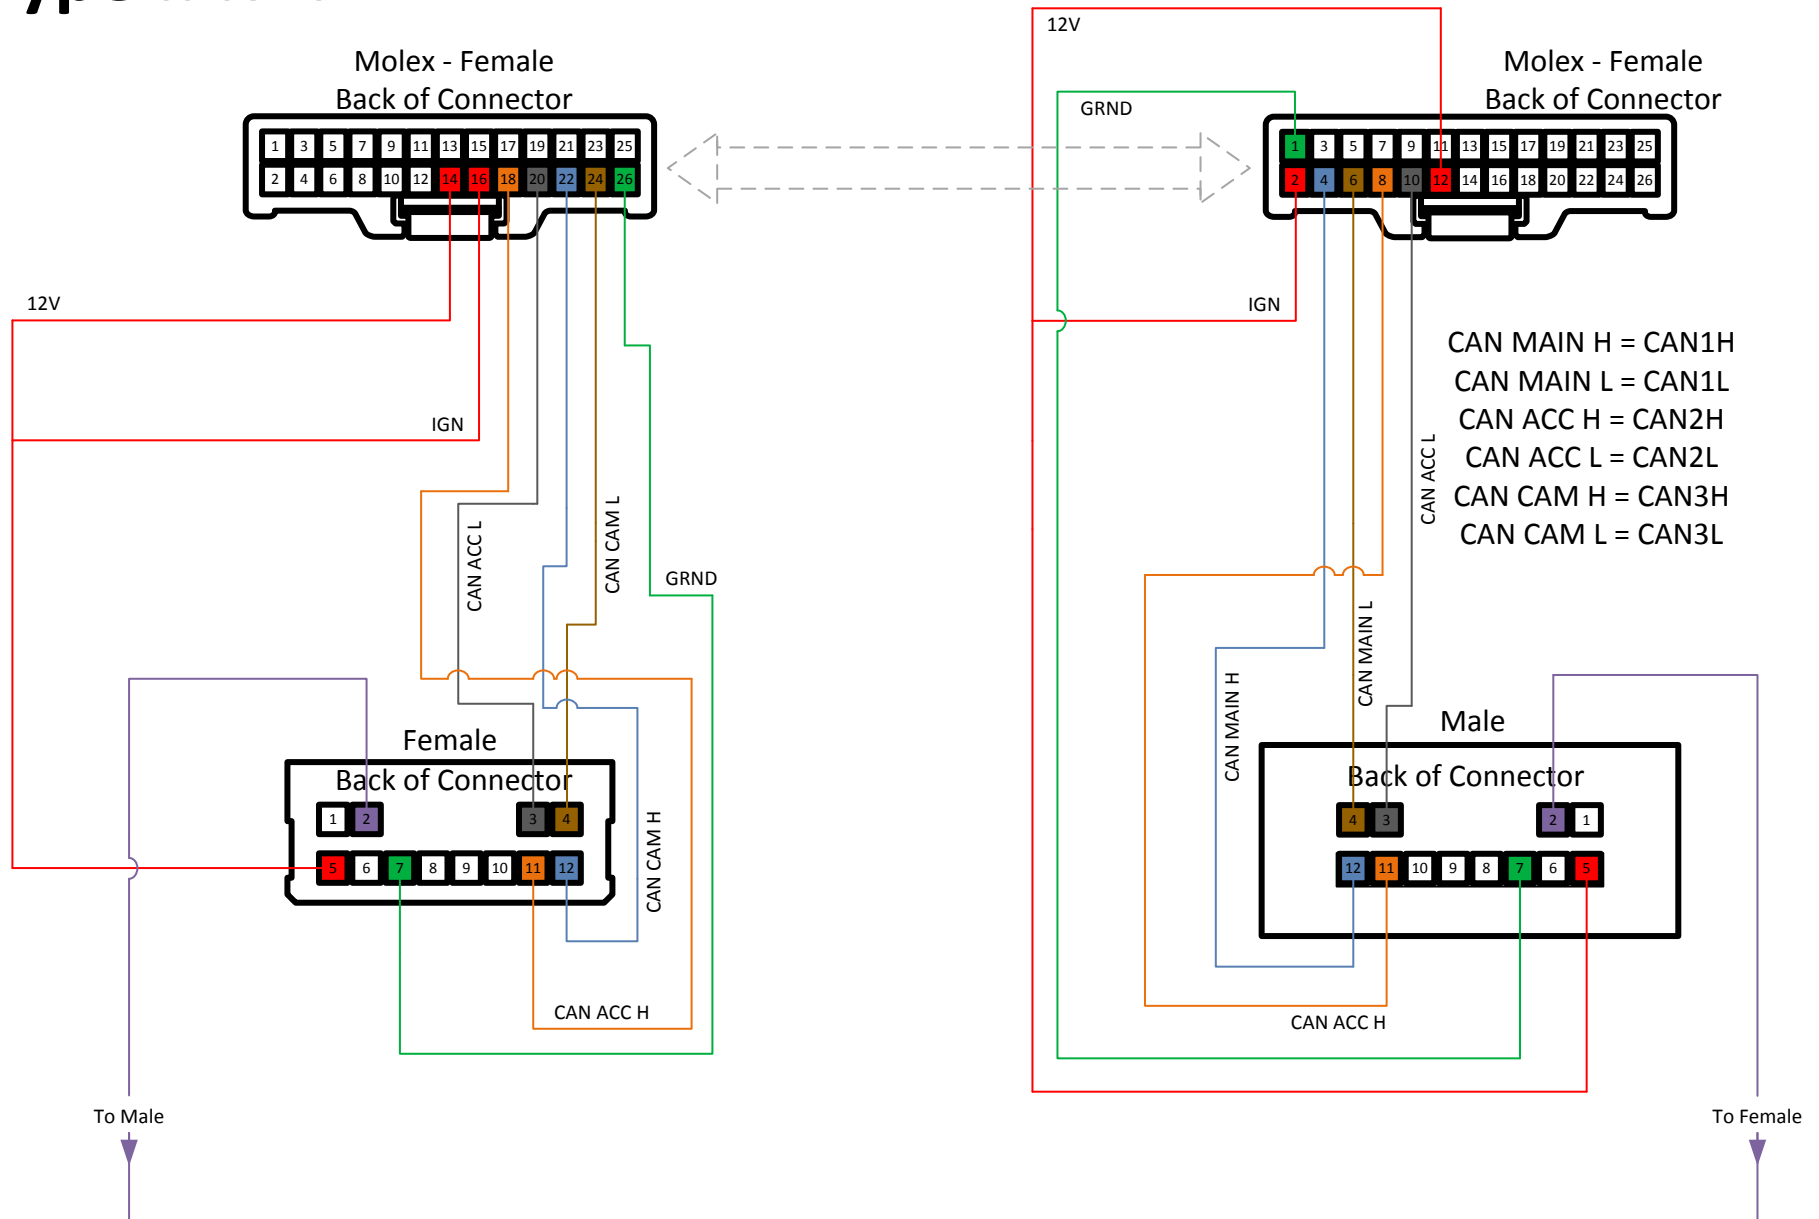 Molex - Female
Back of Connector
1 3 5 7 9 11 13 15 17 19 21 23 25
2 4 6 8 10 12 14 16 18 20 22 24 26
12V
IGN
CAN ACC L
CAN CAM L
GRND
Female
Back of Connector
1 2 3 4
5 6 7 8 9 10 11 12
CAN CAM H
CAN ACC H
To Male
12V
GRND
Molex - Female
Back of Connector
1 3 5 7 9 11 13 15 17 19 21 23 25
2 4 6 8 10 12 14 16 18 20 22 24 26
IGN
CAN MAIN H = CAN1H
CAN MAIN L = CAN1L
CAN ACC H = CAN2H
CAN ACC L = CAN2L
CAN CAM H = CAN3H
CAN CAM L = CAN3L
CAN ACC L
CAN MAIN L
CAN MAIN H
Male
Back of Connector
4 3 2 1
12 11 10 9 8 7 6 5
CAN ACC H
To Female